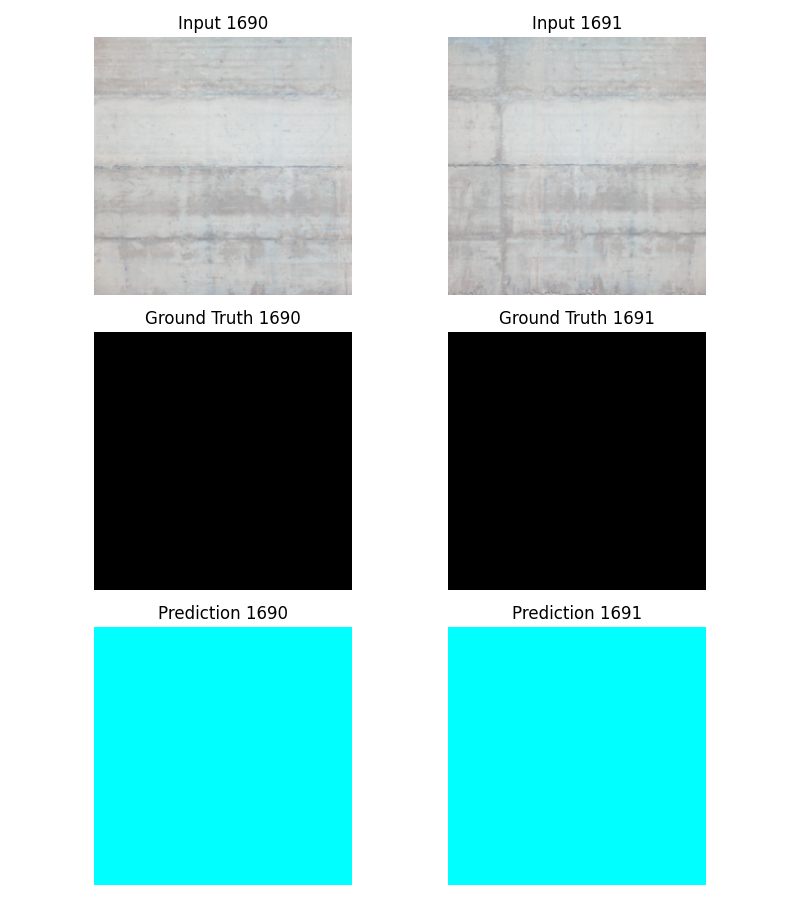 Input 1690
Input 1691
Ground Truth 1690
Ground Truth 1691
Prediction 1690
Prediction 1691